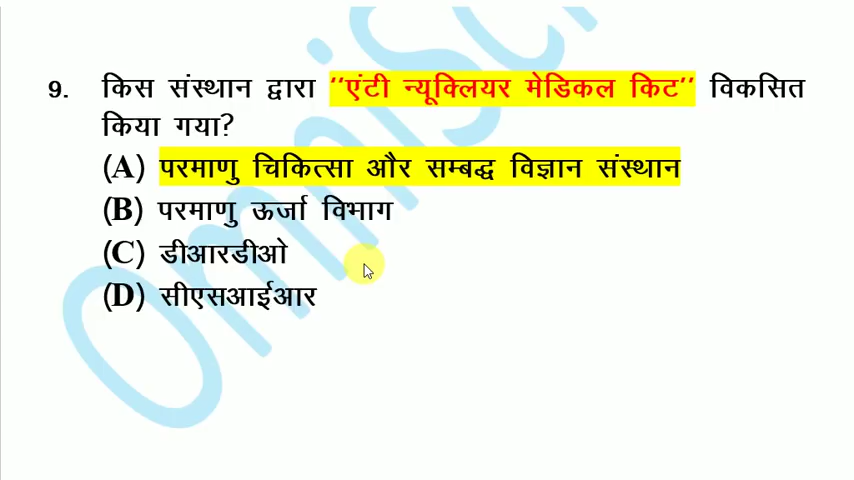 9. किस संस्थान द्वारा ‘‘एंटी न्यूक्लियर मेडिकल किट’’ विकसित
किया गया?
(A) परमाणु चिकित्सा और सम्बद्ध विज्ञान संस्थान
(B) परमाणु ऊर्जा विभाग
(C) डीआरडीओ
(D) सीएसआईआर